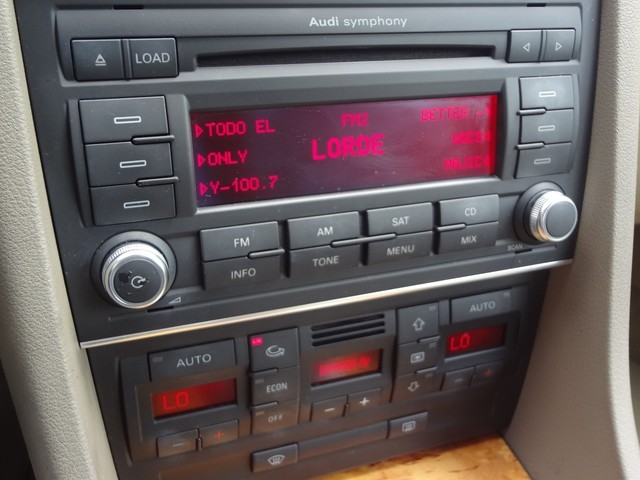 Audi symphony
LOAD
TODO EL FM2
ONLY LORDE
Y-100.7
FM AM SAT CD
INFO TONE MENU MIX
SCAN
AUTO AUTO
LO LO
ECON
OFF